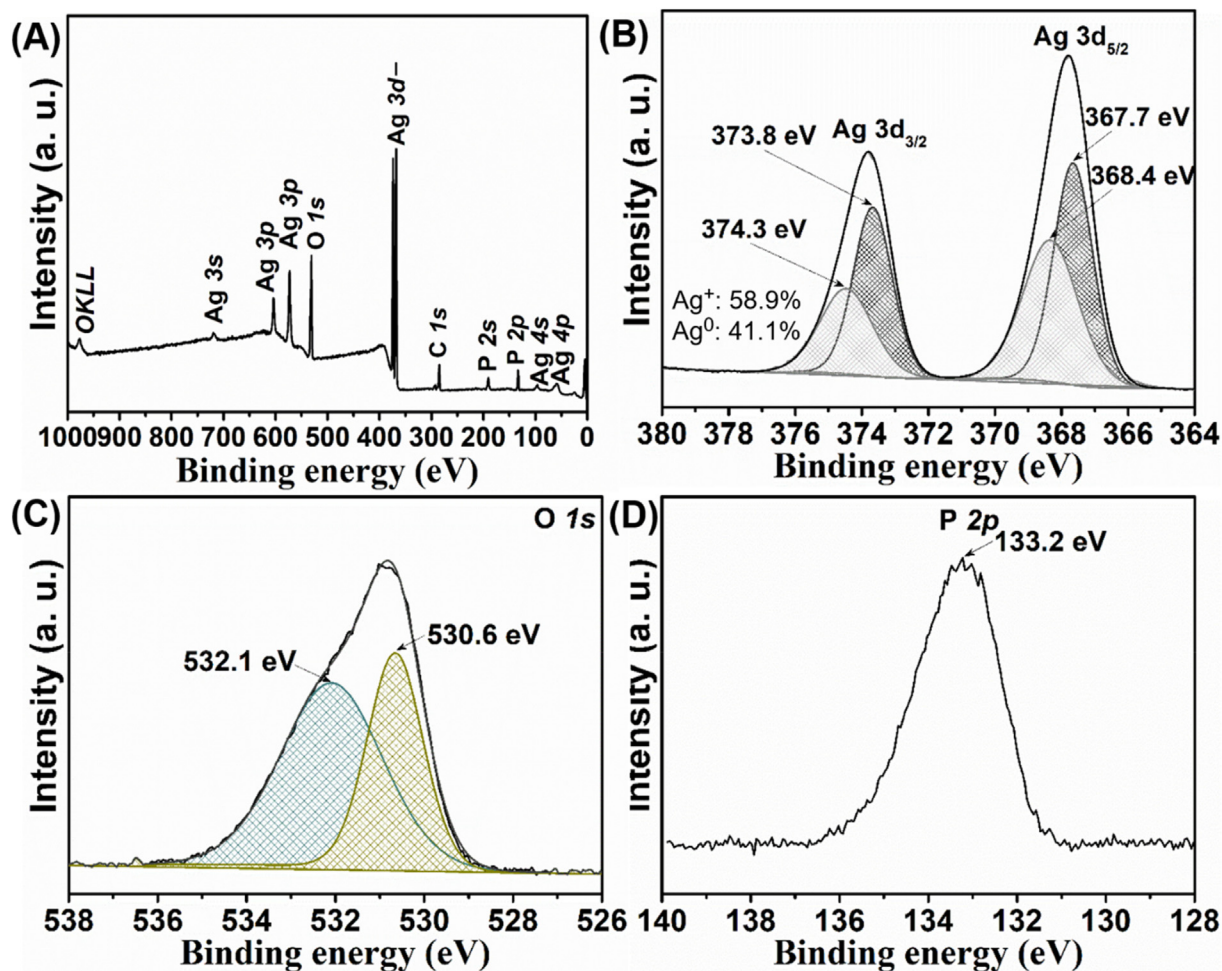 (A)
Intensity (a. u.)
OKLL
Ag 3s
Ag 3p
Ag 3p
O 1s
Ag 3d–
C 1s
P 2s
P 2p
Ag 4s
Ag 4p
1000 900 800 700 600 500 400 300 200 100 0
Binding energy (eV)
(B)
Intensity (a. u.)
Ag 3d5/2
373.8 eV
Ag 3d3/2
367.7 eV
368.4 eV
374.3 eV
Ag+: 58.9%
Ag0: 41.1%
380 378 376 374 372 370 368 366 364
Binding energy (eV)
(C)
Intensity (a. u.)
O 1s
532.1 eV
530.6 eV
538 536 534 532 530 528 526
Binding energy (eV)
(D)
Intensity (a. u.)
P 2p
133.2 eV
140 138 136 134 132 130 128
Binding energy (eV)